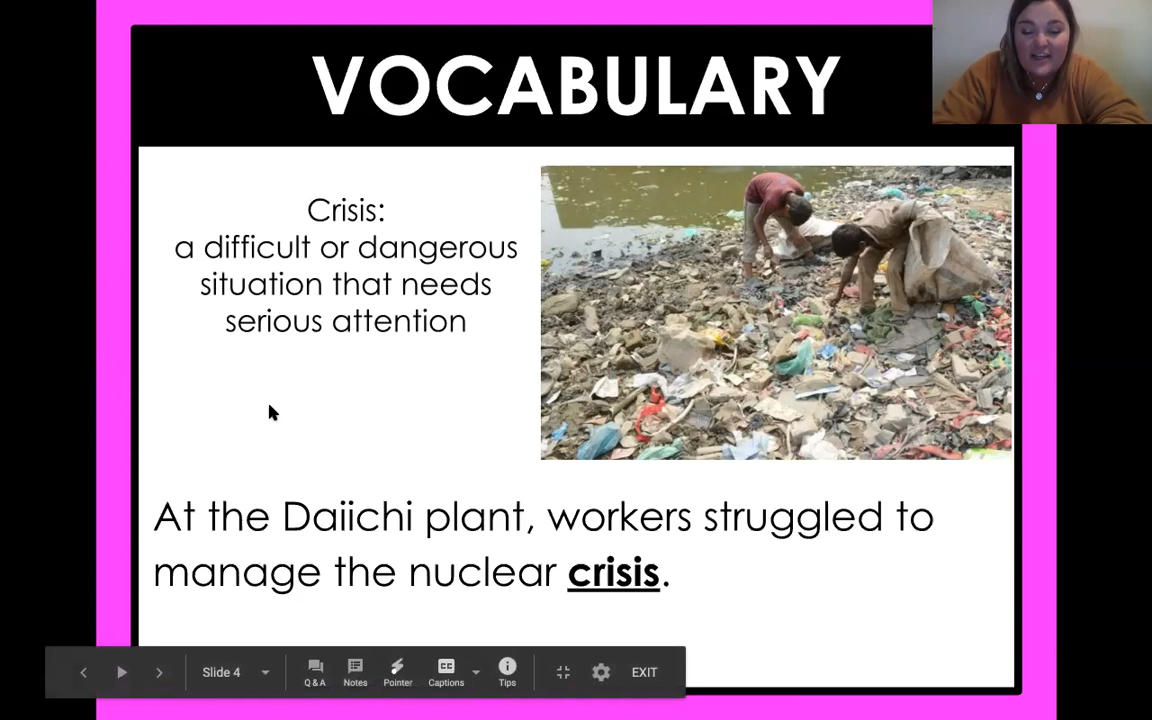 VOCABULARY
Crisis:
a difficult or dangerous
situation that needs
serious attention
At the Daiichi plant, workers struggled to
manage the nuclear crisis.
Slide 4
Q & A
Notes
Pointer
CC
Captions
Tips
EXIT